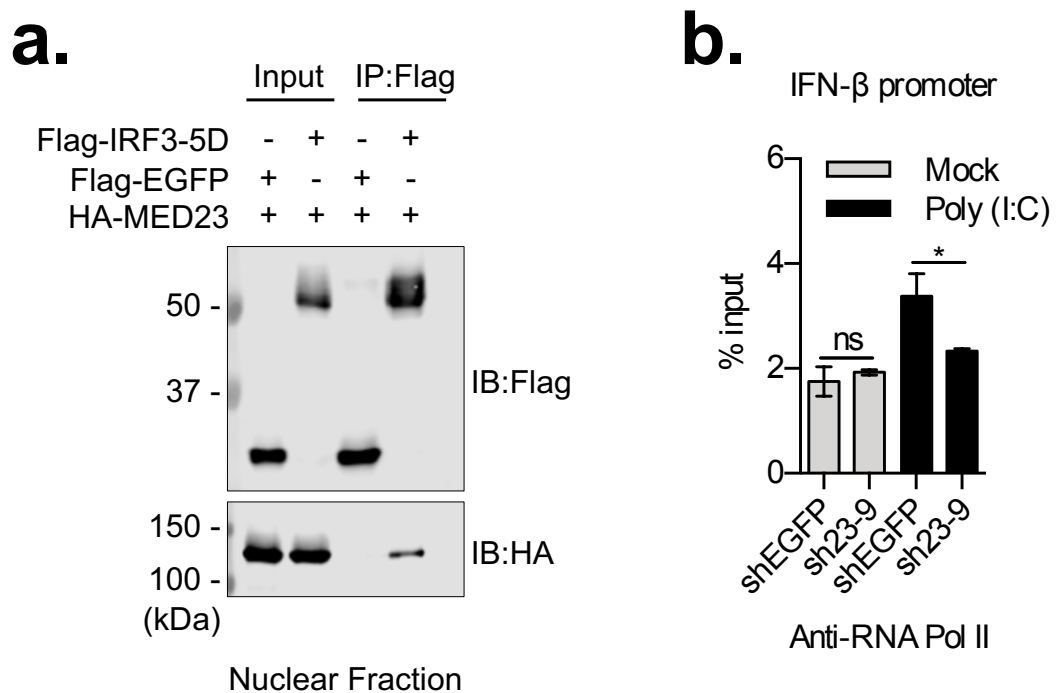 a.
Input IP:Flag
Flag-IRF3-5D - + - +
Flag-EGFP + - + -
HA-MED23 + + + +
50 -
37 -
IB:Flag
150 -
100 -
IB:HA
(kDa)
Nuclear Fraction
b.
IFN-β promoter
Mock
Poly (I:C)
% input
6
4
2
0
ns
*
shEGFP
sh23-9
shEGFP
sh23-9
Anti-RNA Pol II